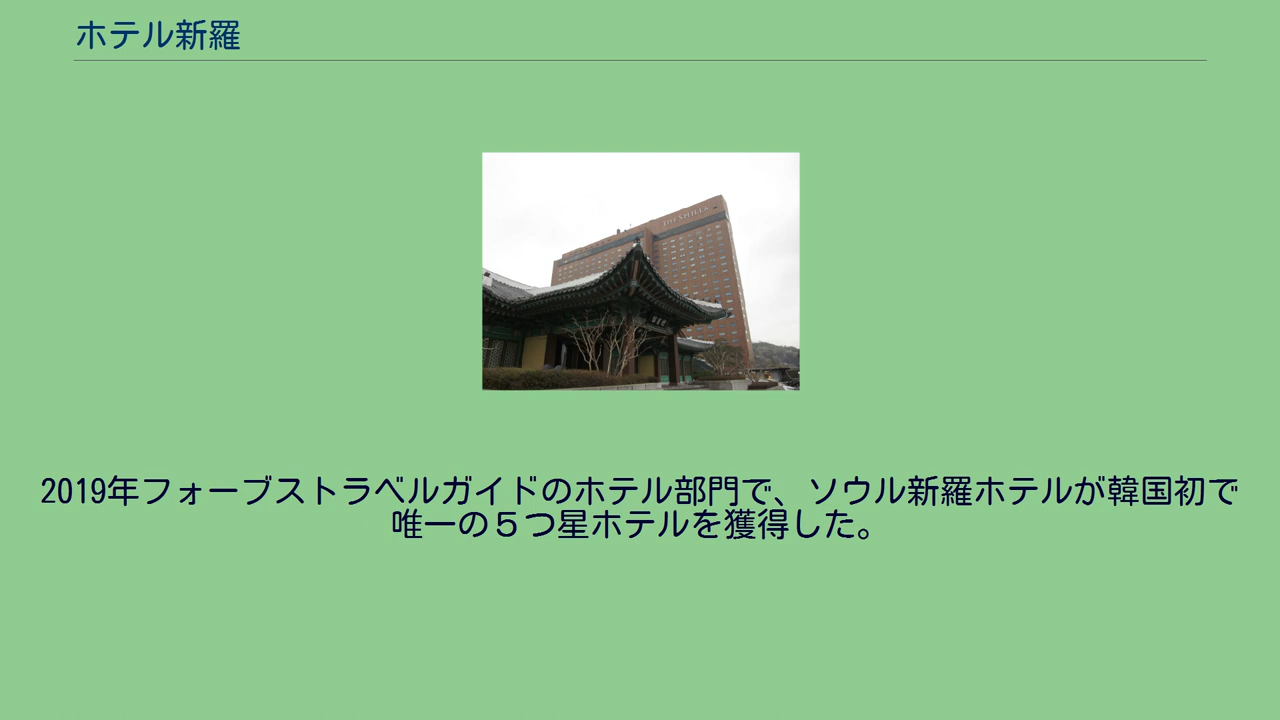 ホテル新羅
THE SHILLA
2019年フォーブストラベルガイドのホテル部門で、ソウル新羅ホテルが韓国初で
唯一の５つ星ホテルを獲得した。